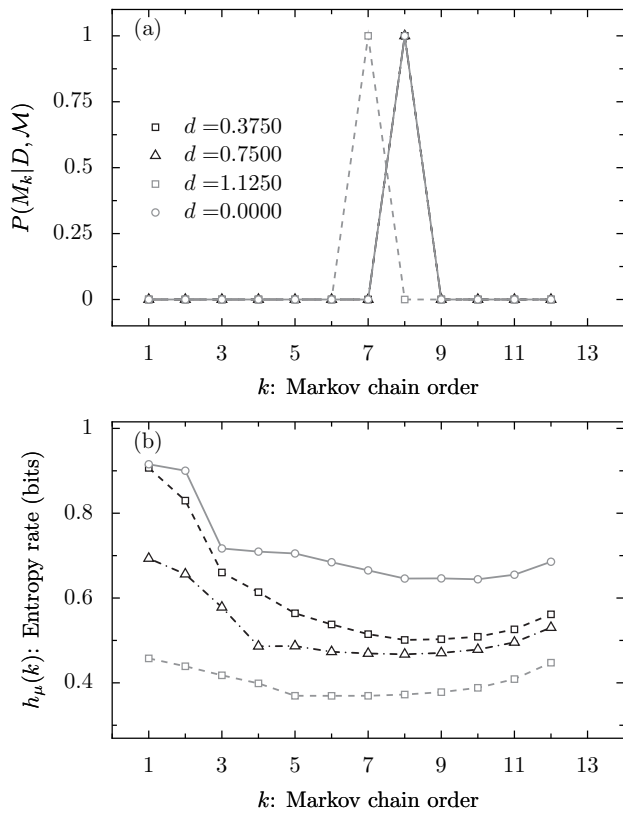 (a)
1
0.75
0.5
0.25
0
P(M_k|D, ℳ)
d =0.3750
d =0.7500
d =1.1250
d =0.0000
1 3 5 7 9 11 13
k: Markov chain order
(b)
1
0.8
0.6
0.4
h_μ(k): Entropy rate (bits)
1 3 5 7 9 11 13
k: Markov chain order